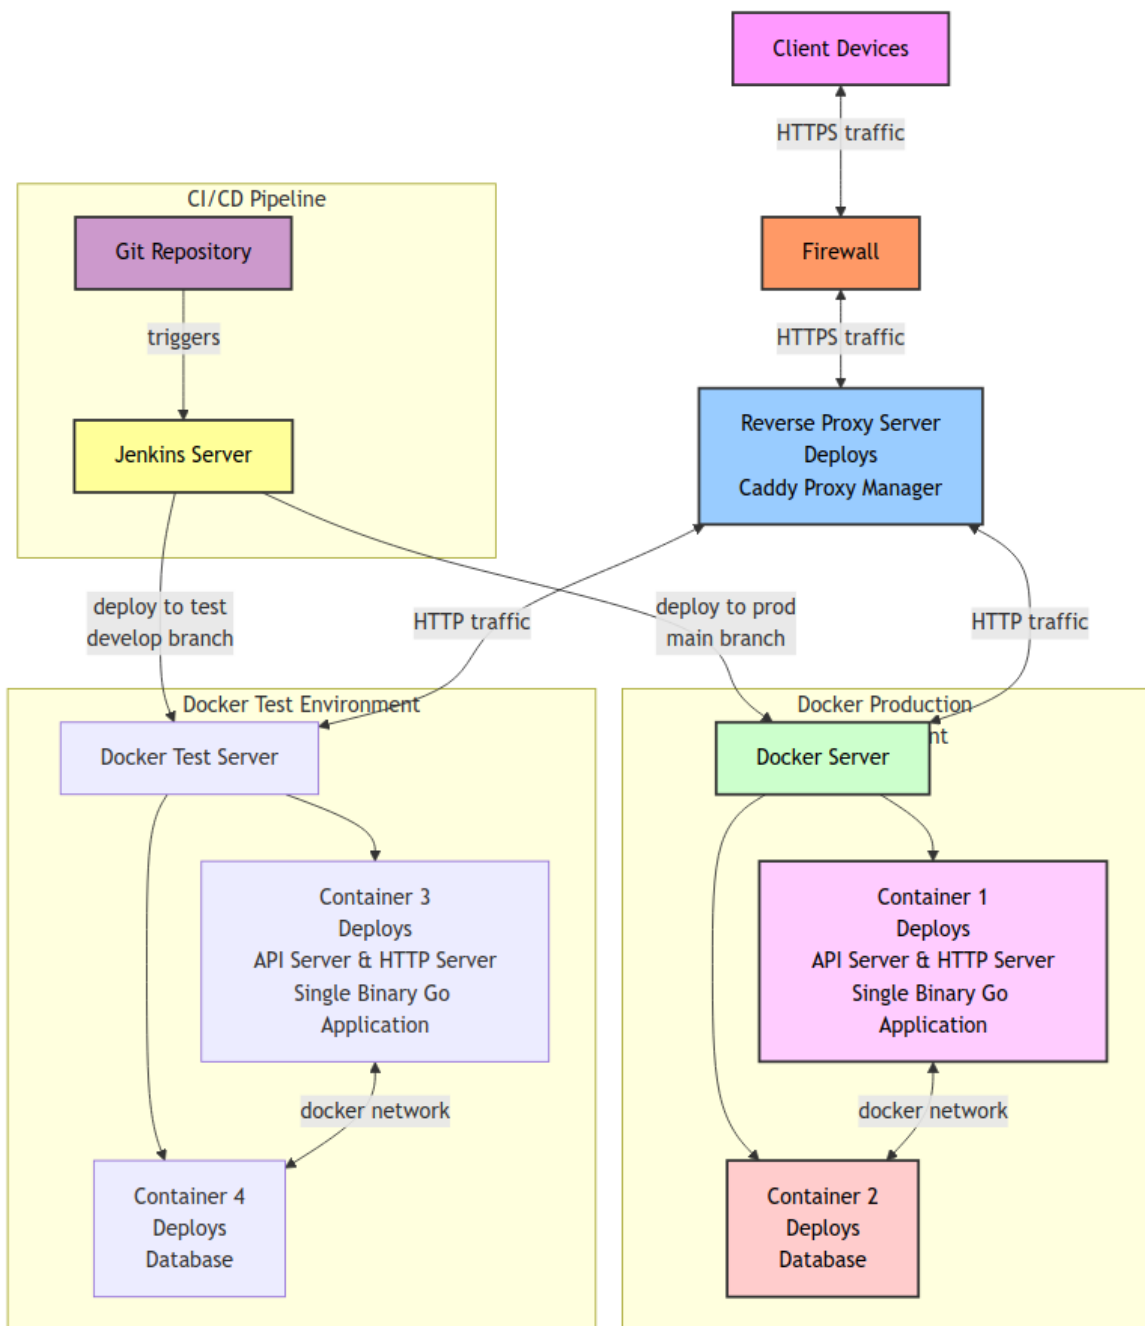 Client Devices
HTTPS traffic
CI/CD Pipeline
Git Repository
Firewall
triggers
HTTPS traffic
Jenkins Server
Reverse Proxy Server
Deploys
Caddy Proxy Manager
deploy to test
develop branch
HTTP traffic
deploy to prod
main branch
HTTP traffic
Docker Test Environment
Docker Production
nt
Docker Test Server
Docker Server
Container 3
Deploys
API Server & HTTP Server
Single Binary Go
Application
Container 1
Deploys
API Server & HTTP Server
Single Binary Go
Application
docker network
docker network
Container 4
Deploys
Database
Container 2
Deploys
Database